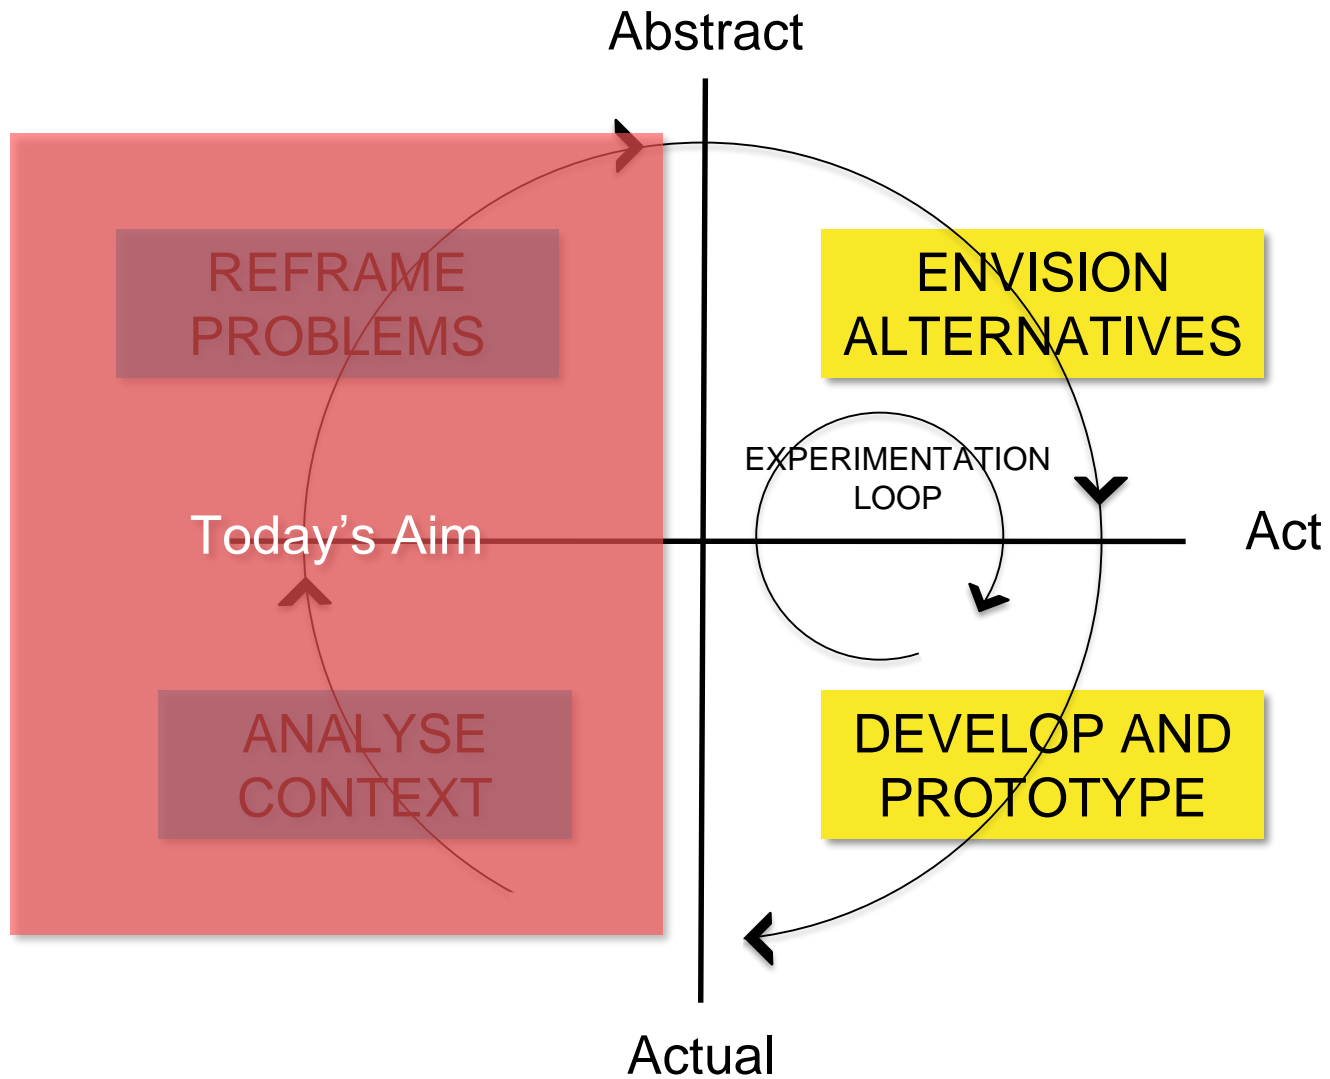 Abstract
REFRAME
PROBLEMS
ENVISION
ALTERNATIVES
EXPERIMENTATION
LOOP
Today’s Aim
Act
ANALYSE
CONTEXT
DEVELOP AND
PROTOTYPE
Actual